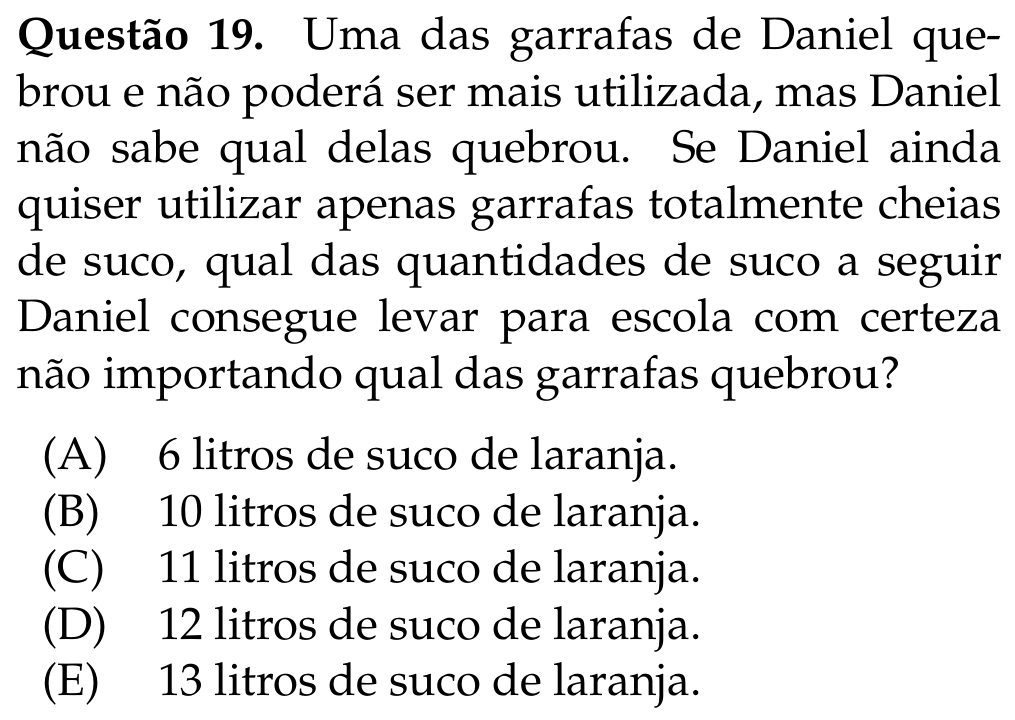 Questão 19. Uma das garrafas de Daniel que-
brou e não poderá ser mais utilizada, mas Daniel
não sabe qual delas quebrou. Se Daniel ainda
quiser utilizar apenas garrafas totalmente cheias
de suco, qual das quantidades de suco a seguir
Daniel consegue levar para escola com certeza
não importando qual das garrafas quebrou?
(A) 6 litros de suco de laranja.
(B) 10 litros de suco de laranja.
(C) 11 litros de suco de laranja.
(D) 12 litros de suco de laranja.
(E) 13 litros de suco de laranja.